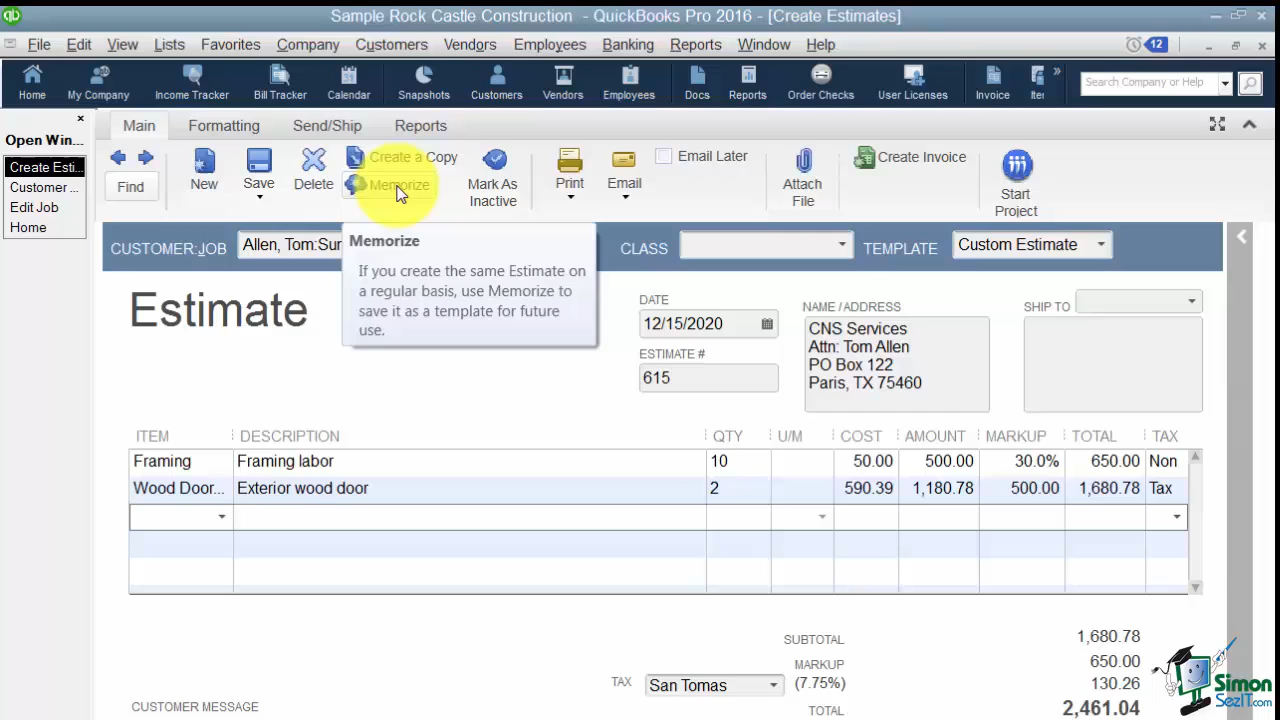 qb
Sample Rock Castle Construction - QuickBooks Pro 2016 - [Create Estimates]
File Edit View Lists Favorites Company Customers Vendors Employees Banking Reports Window Help 12
Home My Company Income Tracker Bill Tracker Calendar Snapshots Customers Vendors Employees Docs Reports Order Checks User Licenses Invoice Iter » Search Company or Help
Main Formatting Send/Ship Reports
Open Win...
Create Esti...
Customer ...
Edit Job
Home
Find
New
Save
Delete
Create a Copy
Memorize
Mark As
Inactive
Print
Email
Email Later
Attach
File
Create Invoice
Start
Project
CUSTOMER:JOB Allen, Tom:Sun CLASS TEMPLATE Custom Estimate
Memorize
If you create the same Estimate on
a regular basis, use Memorize to
save it as a template for future
use.
Estimate
DATE
12/15/2020
ESTIMATE #
615
NAME / ADDRESS
CNS Services
Attn: Tom Allen
PO Box 122
Paris, TX 75460
SHIP TO
ITEM DESCRIPTION QTY U/M COST AMOUNT MARKUP TOTAL TAX
Framing Framing labor 10 50.00 500.00 30.0% 650.00 Non
Wood Door... Exterior wood door 2 590.39 1,180.78 500.00 1,680.78 Tax
SUBTOTAL 1,680.78
MARKUP 650.00
TAX San Tomas (7.75%) 130.26
TOTAL 2,461.04
CUSTOMER MESSAGE
Simon
SezIT.com